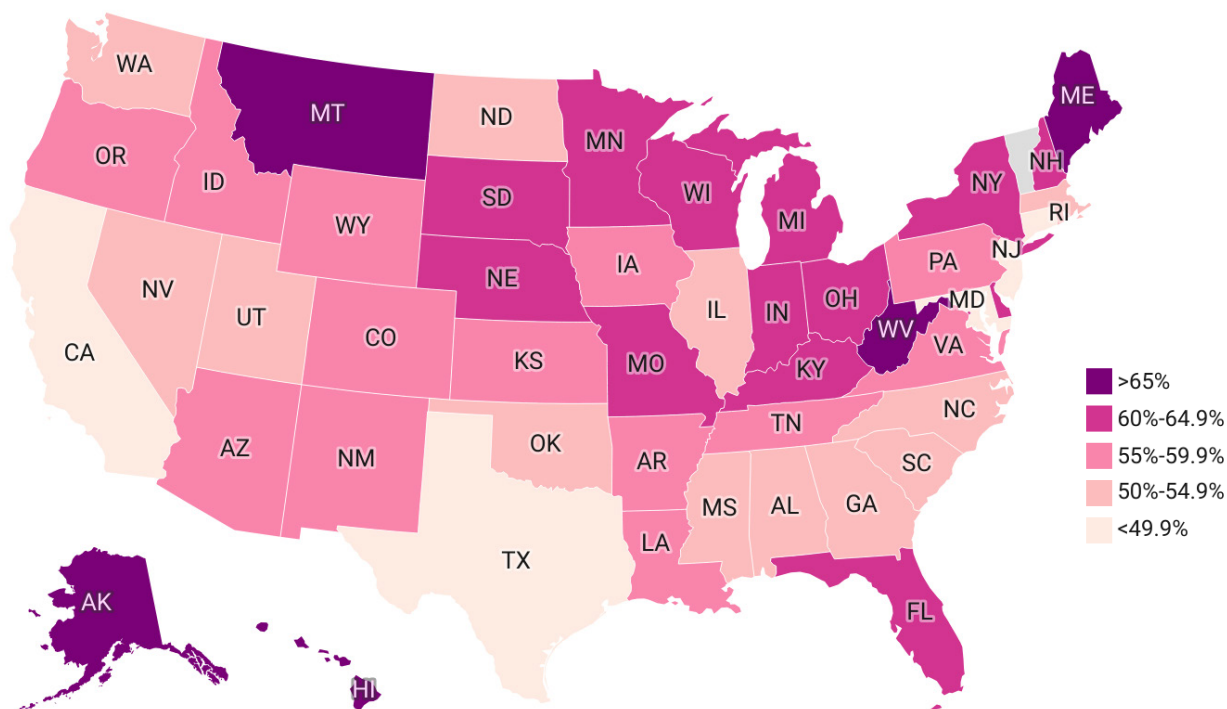 WA
MT
ND
MN
ME
OR
ID
SD
WI
MI
NY
NH
WY
RI
NE
IA
PA
NJ
NV
UT
CO
IL
IN
OH
MD
CA
KS
MO
WV
VA
KY
AZ
NM
OK
AR
TN
NC
SC
MS
AL
GA
TX
LA
FL
AK
HI
>65%
60%-64.9%
55%-59.9%
50%-54.9%
<49.9%